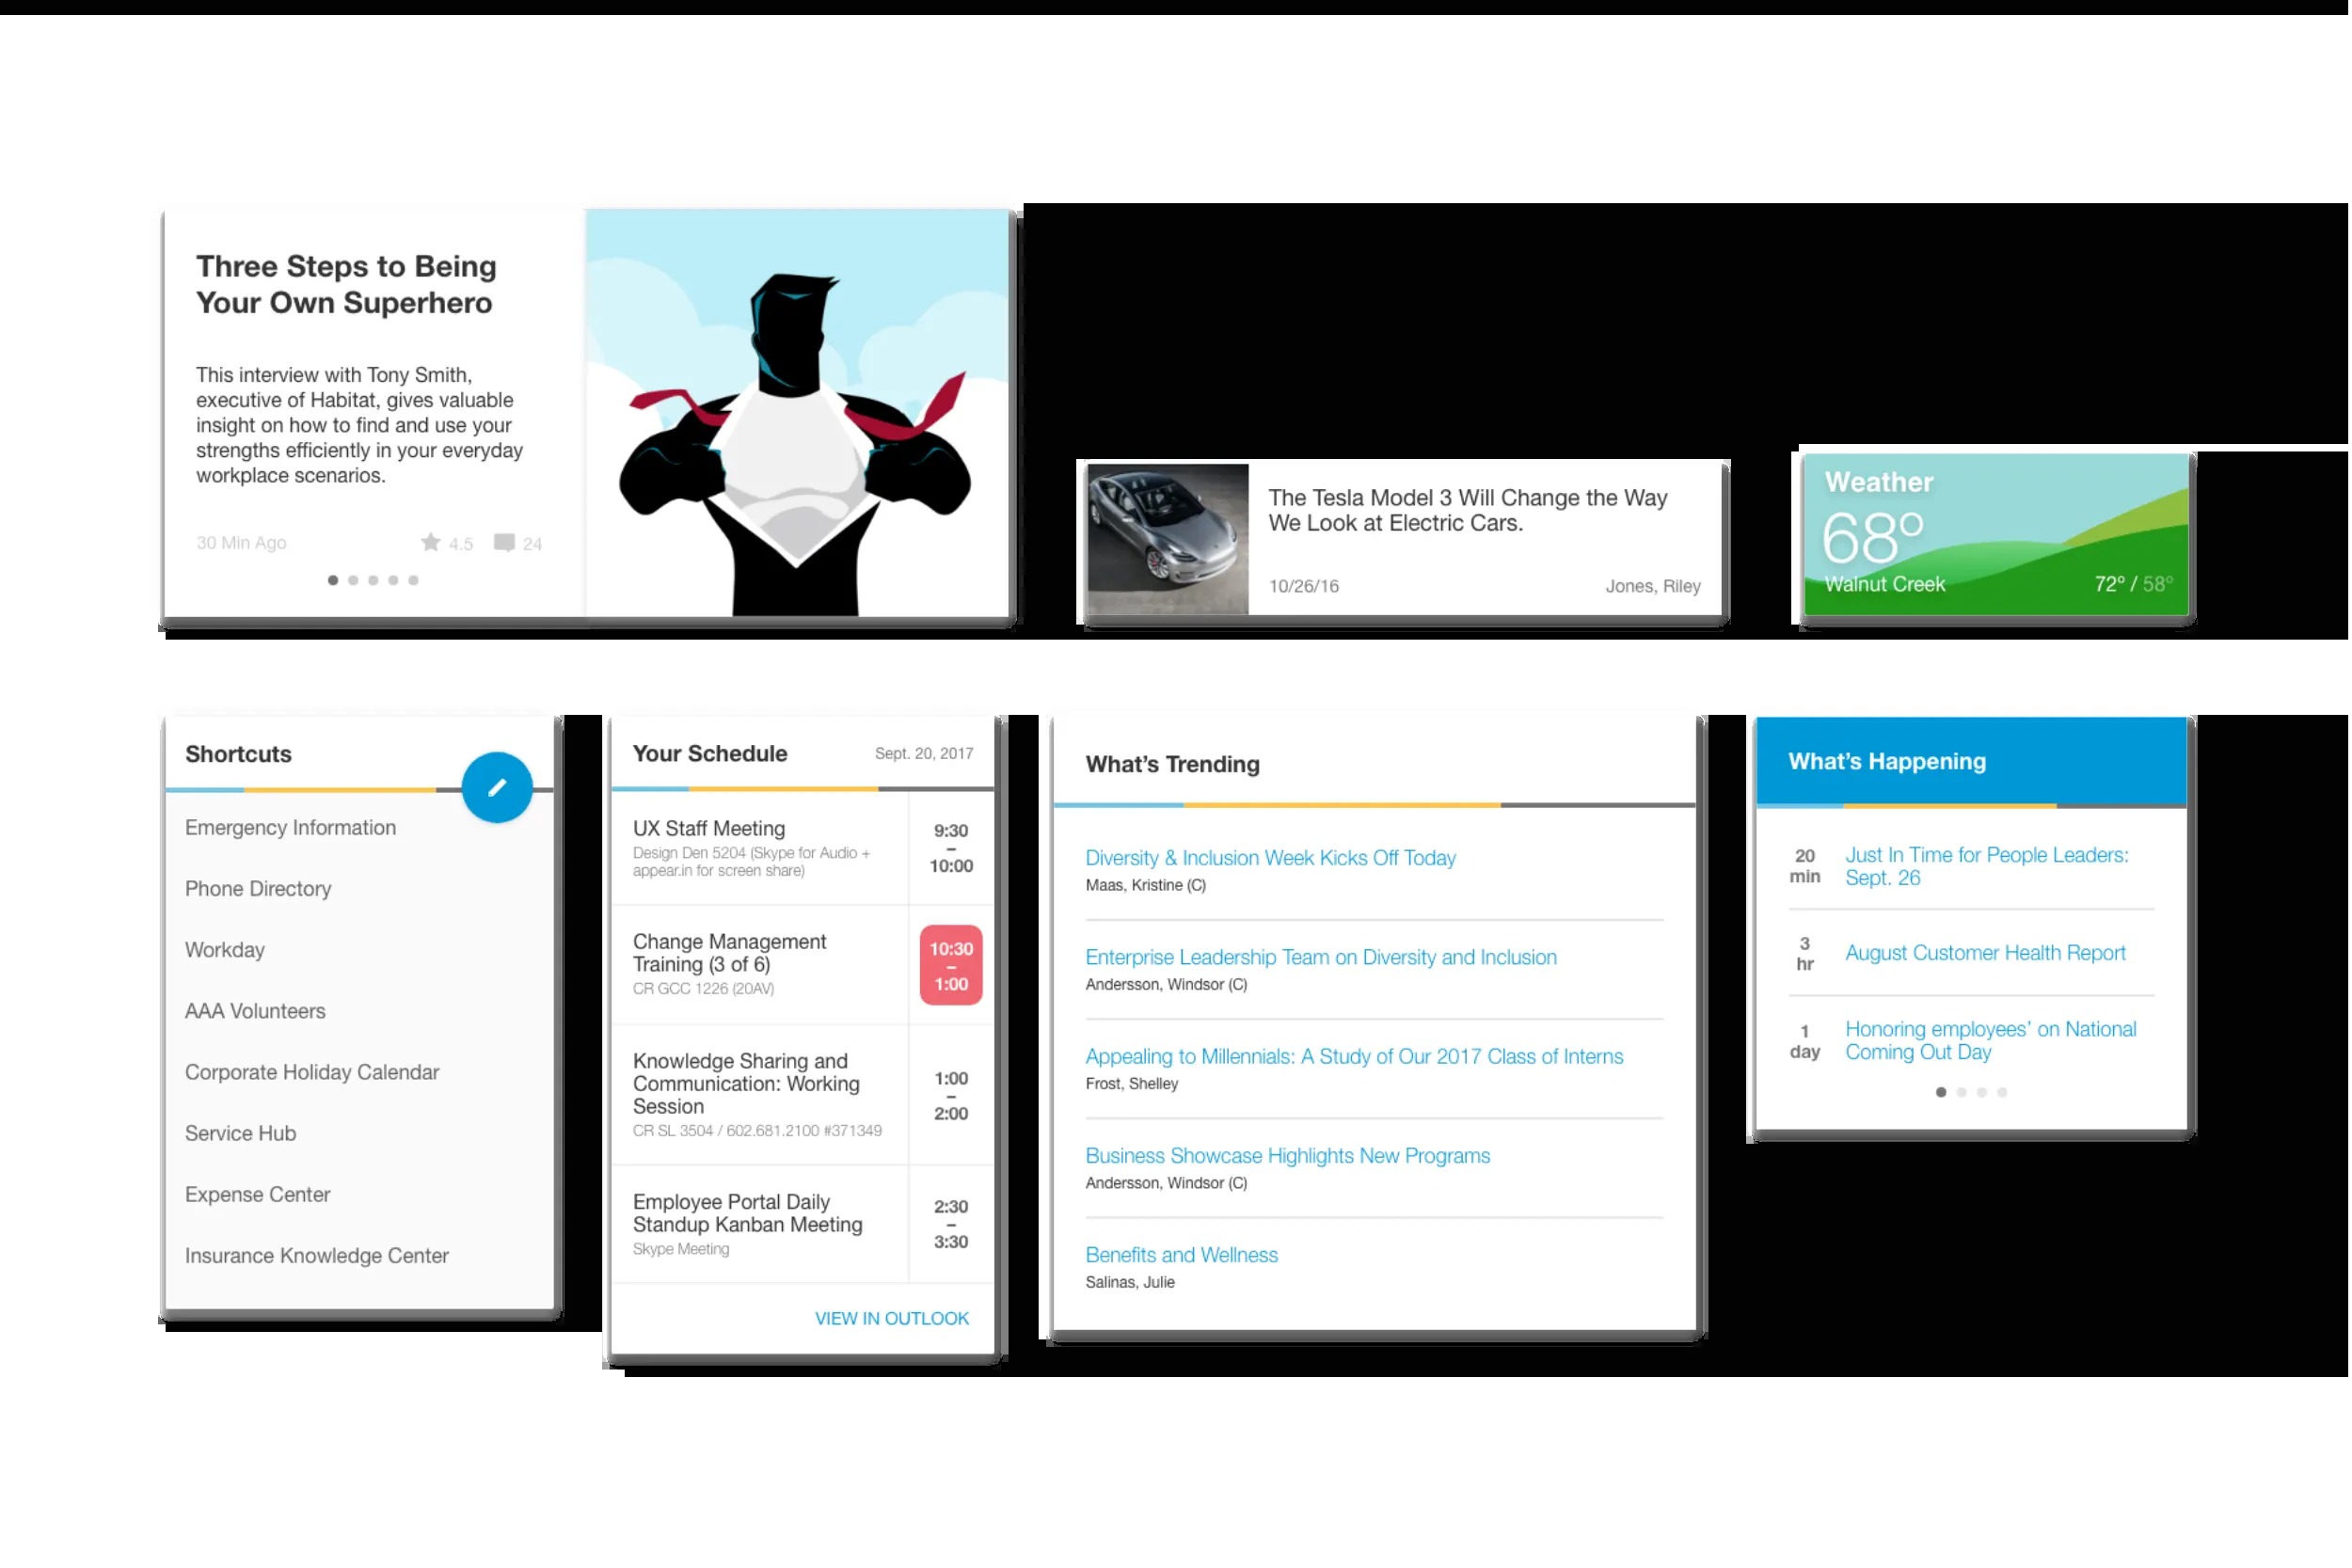 Three Steps to Being
Your Own Superhero
This interview with Tony Smith,
executive of Habitat, gives valuable
insight on how to find and use your
strengths efficiently in your everyday
workplace scenarios.
30 Min Ago 4.5 24
The Tesla Model 3 Will Change the Way
We Look at Electric Cars.
10/26/16 Jones, Riley
Weather
68°
Walnut Creek 72° / 58°
Shortcuts
Emergency Information
Phone Directory
Workday
AAA Volunteers
Corporate Holiday Calendar
Service Hub
Expense Center
Insurance Knowledge Center
Your Schedule Sept. 20, 2017
UX Staff Meeting
Design Den 5204 (Skype for Audio +
appear.in for screen share)
9:30
–
10:00
Change Management
Training (3 of 6)
CR GCC 1226 (20AV)
10:30
–
1:00
Knowledge Sharing and
Communication: Working
Session
CR SL 3504 / 602.681.2100 #371349
1:00
–
2:00
Employee Portal Daily
Standup Kanban Meeting
Skype Meeting
2:30
–
3:30
VIEW IN OUTLOOK
What's Trending
Diversity & Inclusion Week Kicks Off Today
Maas, Kristine (C)
Enterprise Leadership Team on Diversity and Inclusion
Andersson, Windsor (C)
Appealing to Millennials: A Study of Our 2017 Class of Interns
Frost, Shelley
Business Showcase Highlights New Programs
Andersson, Windsor (C)
Benefits and Wellness
Salinas, Julie
What's Happening
20
min
Just In Time for People Leaders:
Sept. 26
3
hr
August Customer Health Report
1
day
Honoring employees' on National
Coming Out Day